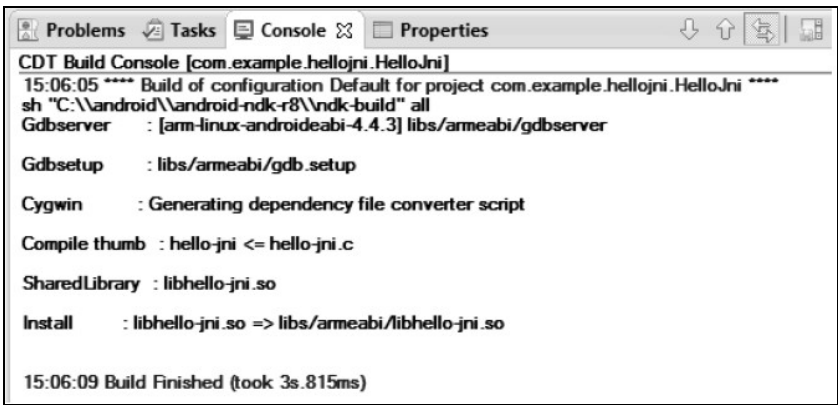 Problems Tasks Console Properties
CDT Build Console [com.example.hellojni.HelloJni]
15:06:05 **** Build of configuration Default for project com.example.hellojni.HelloJni ****
sh "C:\\android\\android-ndk-r8\\ndk-build" all
Gdbserver : [arm-linux-androideabi-4.4.3] libs/armeabi/gdbserver
Gdbsetup : libs/armeabi/gdb.setup
Cygwin : Generating dependency file converter script
Compile thumb : hello-jni <= hello-jni.c
SharedLibrary : libhello-jni.so
Install : libhello-jni.so => libs/armeabi/libhello-jni.so
15:06:09 Build Finished (took 3s.815ms)